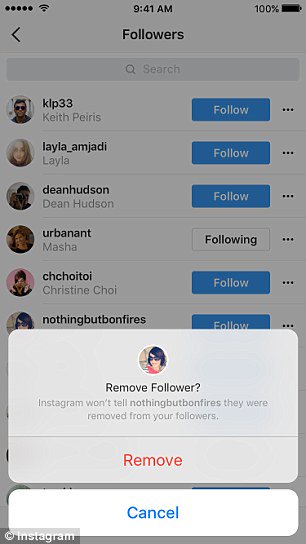 9:41 AM
100%
Followers
Search
klp33
Keith Peiris
Follow
layla_amjadi
Layla
Follow
deanhudson
Dean Hudson
Follow
urbanant
Masha
Following
chchoitoi
Christine Choi
Follow
nothingbutbonfires
Follow
Remove Follower?
Instagram won't tell nothingbutbonfires they were
removed from your followers.
Remove
Cancel
© Instagram